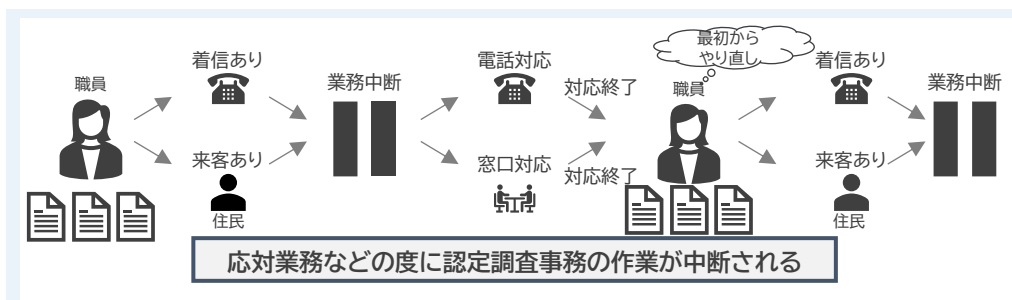 職員
着信あり
来客あり
住民
業務中断
電話対応
窓口対応
対応終了
対応終了
最初から
やり直し
職員
着信あり
来客あり
住民
業務中断
応対業務などの度に認定調査事務の作業が中断される